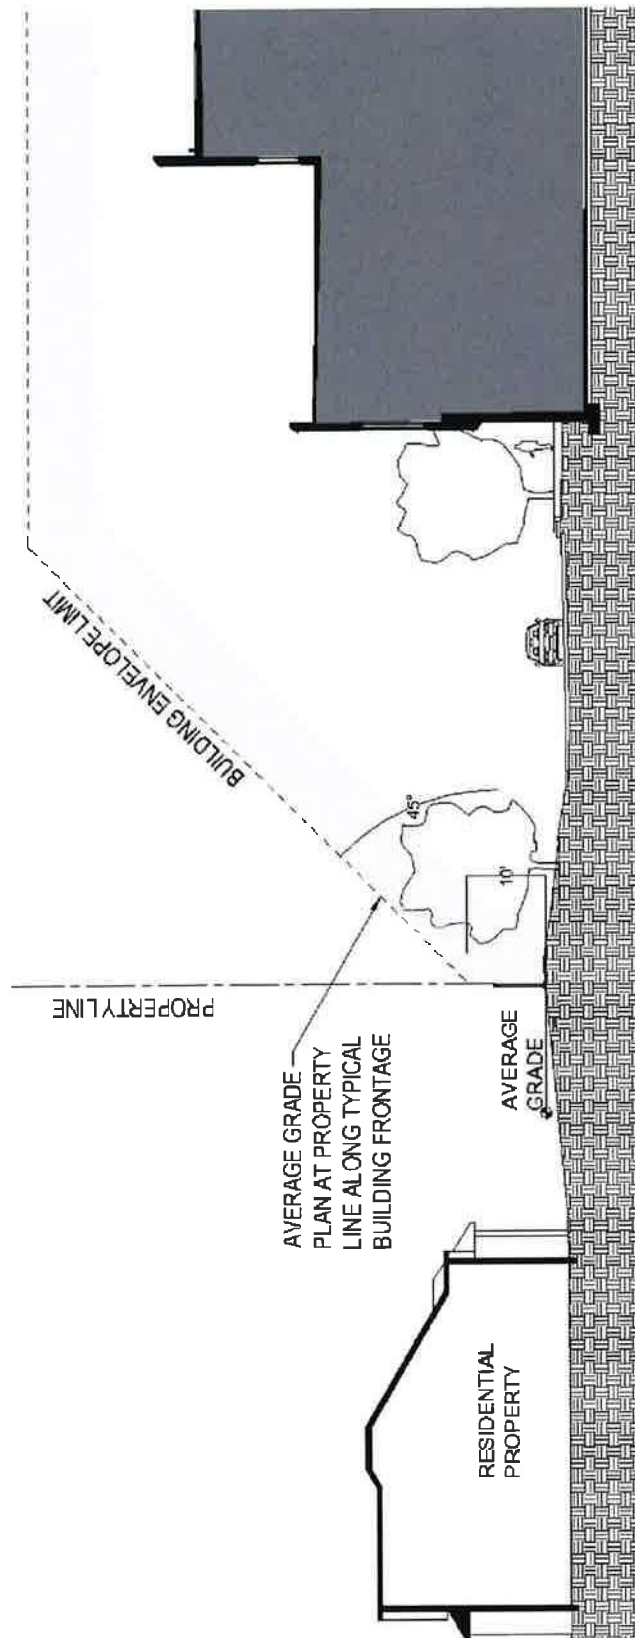 BUILDING ENVELOPE LIMIT
PROPERTY LINE
45°
10'
AVERAGE GRADE
PLAN AT PROPERTY
LINE ALONG TYPICAL
BUILDING FRONTAGE
AVERAGE
GRADE
RESIDENTIAL
PROPERTY